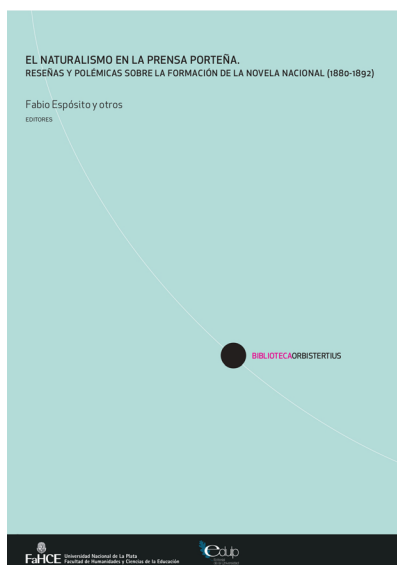 EL NATURALISMO EN LA PRENSA PORTEÑA.
RESEÑAS Y POLÉMICAS SOBRE LA FORMACIÓN DE LA NOVELA NACIONAL (1880-1892)
Fabio Espósito y otros
EDITORES
BIBLIOTECAORBISTERTIUS
FaHCE
Universidad Nacional de La Plata
Facultad de Humanidades y Ciencias de la Educación
edulp